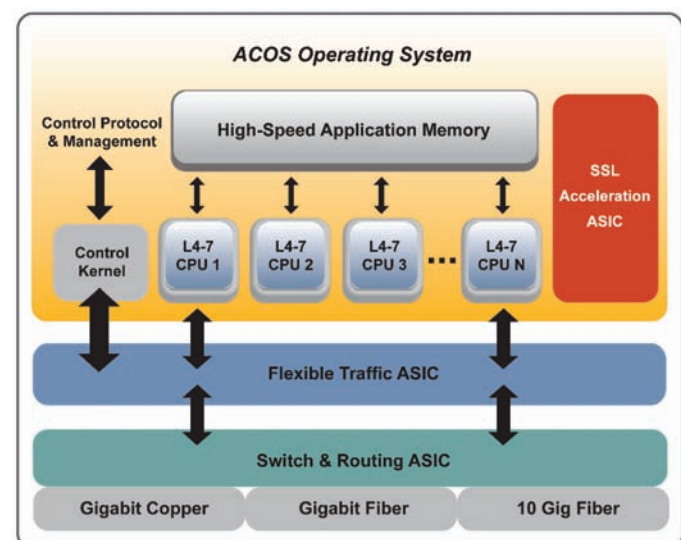 ACOS Operating System
Control Protocol
& Management
High-Speed Application Memory
SSL
Acceleration
ASIC
Control
Kernel
L4-7
CPU 1
L4-7
CPU 2
L4-7
CPU 3
...
L4-7
CPU N
Flexible Traffic ASIC
Switch & Routing ASIC
Gigabit Copper
Gigabit Fiber
10 Gig Fiber